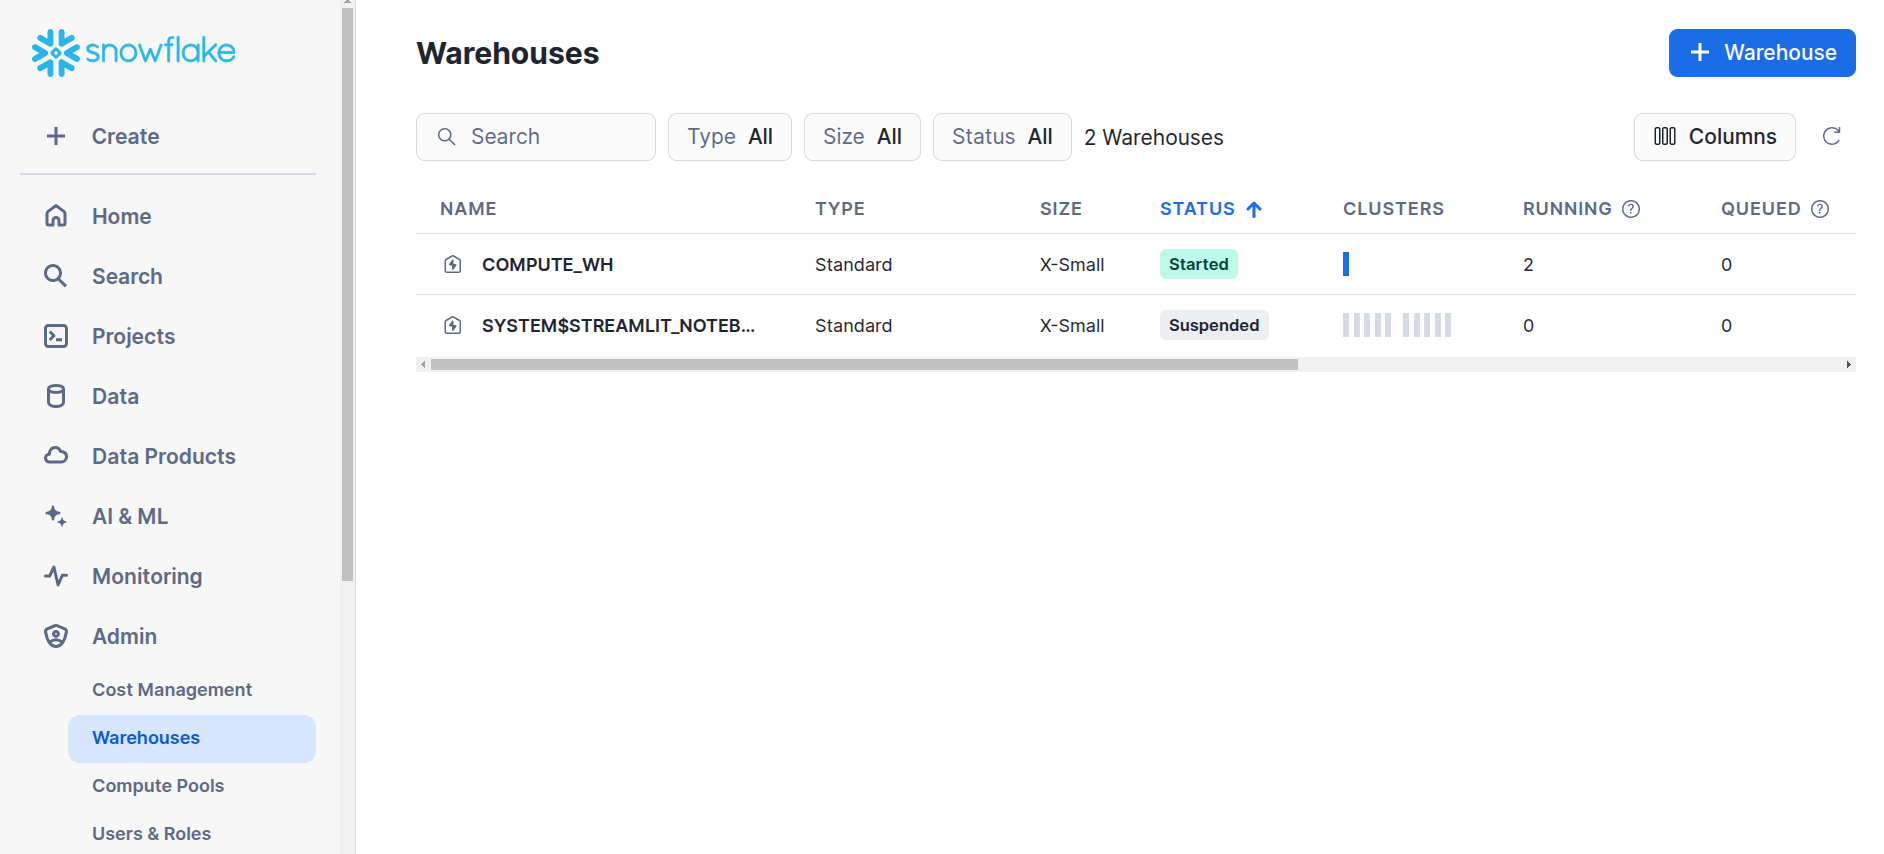 snowflake
Create
Home
Search
Projects
Data
Data Products
AI & ML
Monitoring
Admin
Cost Management
Warehouses
Compute Pools
Users & Roles
Warehouses
+ Warehouse
Search
Type All
Size All
Status All
2 Warehouses
Columns
NAME TYPE SIZE STATUS CLUSTERS RUNNING QUEUED
COMPUTE_WH Standard X-Small Started 2 0
SYSTEM$STREAMLIT_NOTEB... Standard X-Small Suspended 0 0